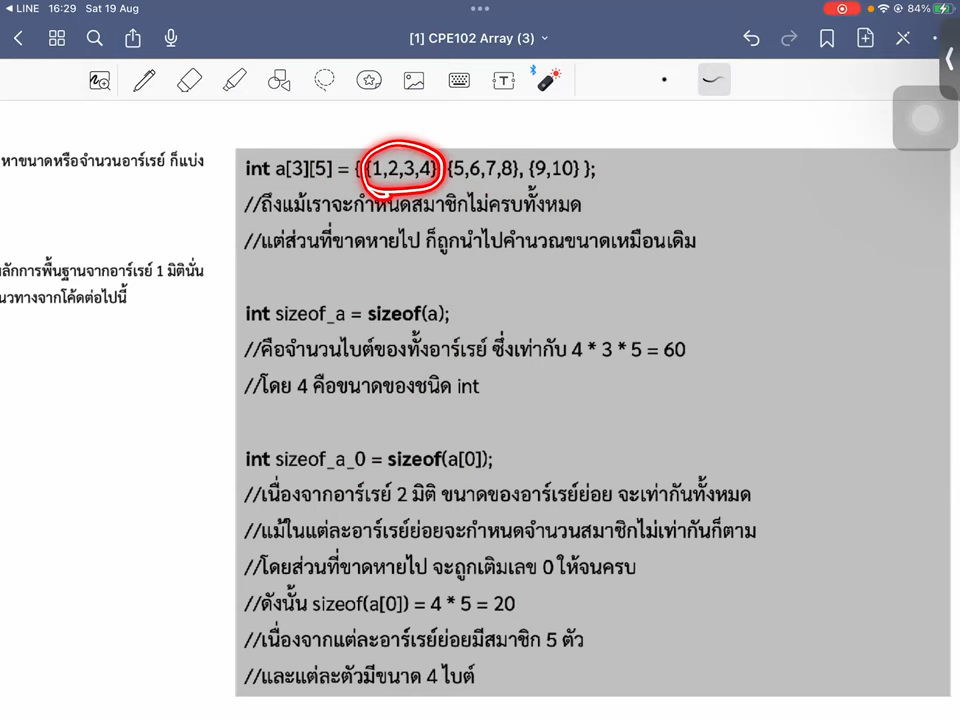 LINE 16:29 Sat 19 Aug 84%
[1] CPE102 Array (3)
หาขนาดหรือจำนวนอาร์เรย์ ก็แบ่ง
ลักการพื้นฐานจากอาร์เรย์ 1 มิตินั่น
นวทางจากโค้ดต่อไปนี้
int a[3][5] = { {1,2,3,4} {5,6,7,8}, {9,10} };
//ถึงแม้เราจะกำหนดสมาชิกไม่ครบทั้งหมด
//แต่ส่วนที่ขาดหายไป ก็ถูกนำไปคำนวณขนาดเหมือนเดิม
int sizeof_a = sizeof(a);
//คือจำนวนไบต์ของทั้งอาร์เรย์ ซึ่งเท่ากับ 4 * 3 * 5 = 60
//โดย 4 คือขนาดของชนิด int
int sizeof_a_0 = sizeof(a[0]);
//เนื่องจากอาร์เรย์ 2 มิติ ขนาดของอาร์เรย์ย่อย จะเท่ากันทั้งหมด
//แม้ในแต่ละอาร์เรย์ย่อยจะกำหนดจำนวนสมาชิกไม่เท่ากันก็ตาม
//โดยส่วนที่ขาดหายไป จะถูกเติมเลข 0 ให้จนครบ
//ดังนั้น sizeof(a[0]) = 4 * 5 = 20
//เนื่องจากแต่ละอาร์เรย์ย่อยมีสมาชิก 5 ตัว
//และแต่ละตัวมีขนาด 4 ไบต์